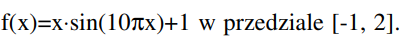 f(x)=x·sin(10πx)+1 w przedziale [-1, 2].